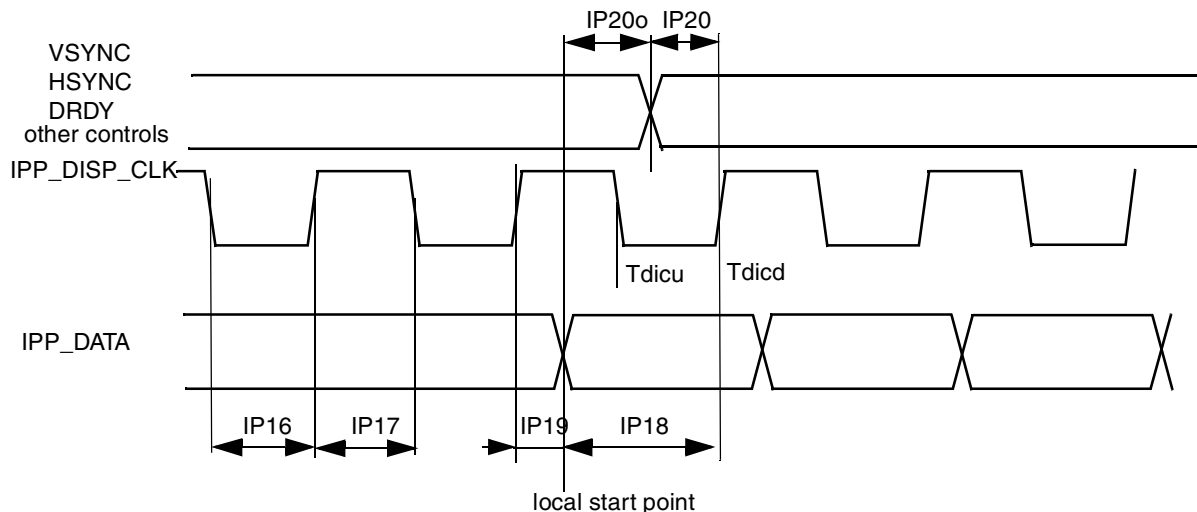 IP20o IP20
VSYNC
HSYNC
DRDY
other controls
IPP_DISP_CLK
Tdicu Tdicd
IPP_DATA
IP16 IP17 IP19 IP18
local start point